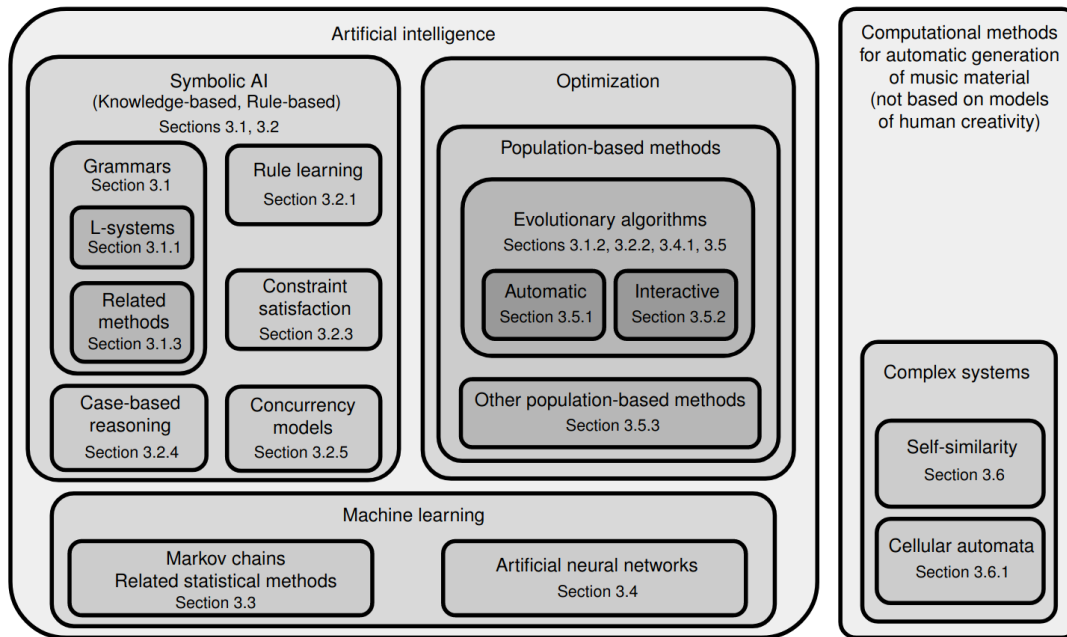 Artificial intelligence
Symbolic AI
(Knowledge-based, Rule-based)
Sections 3.1, 3.2
Grammars
Section 3.1
L-systems
Section 3.1.1
Related
methods
Section 3.1.3
Rule learning
Section 3.2.1
Constraint
satisfaction
Section 3.2.3
Case-based
reasoning
Section 3.2.4
Concurrency
models
Section 3.2.5
Optimization
Population-based methods
Evolutionary algorithms
Sections 3.1.2, 3.2.2, 3.4.1, 3.5
Automatic
Section 3.5.1
Interactive
Section 3.5.2
Other population-based methods
Section 3.5.3
Machine learning
Markov chains
Related statistical methods
Section 3.3
Artificial neural networks
Section 3.4
Computational methods
for automatic generation
of music material
(not based on models
of human creativity)
Complex systems
Self-similarity
Section 3.6
Cellular automata
Section 3.6.1